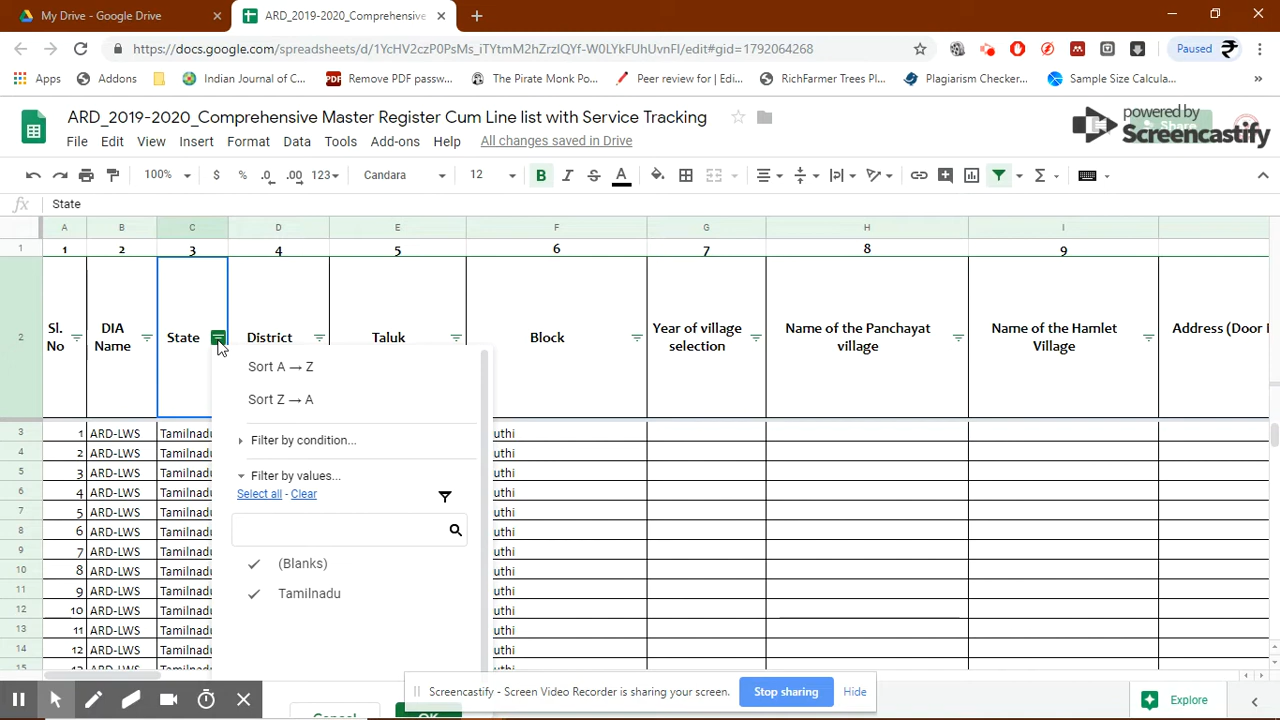 My Drive - Google Drive
ARD_2019-2020_Comprehensive
https://docs.google.com/spreadsheets/d/1YcHV2czP0PsMs_iTYtmM2hZrzlQYf-W0LYkFUhUvnFI/edit#gid=1792064268
Paused
Apps
Addons
Indian Journal of C...
PDF
Remove PDF passw...
The Pirate Monk Po...
Peer review for | Edi...
RichFarmer Trees Pl...
Plagiarism Checker...
Sample Size Calcula...
ARD_2019-2020_Comprehensive Master Register Cum Line list with Service Tracking
powered by
Screencastify
File Edit View Insert Format Data Tools Add-ons Help All changes saved in Drive
100% $ % .0 .00 123 Candara 12 B I S A
fx State
A B C D E F G H I
1 1 2 3 4 5 6 7 8 9
2 Sl. No DIA Name State District Taluk Block Year of village selection Name of the Panchayat village Name of the Hamlet Village Address (Door
3 1 ARD-LWS Tamilnadu uthi
4 2 ARD-LWS Tamilnadu uthi
5 3 ARD-LWS Tamilnadu uthi
6 4 ARD-LWS Tamilnadu uthi
7 5 ARD-LWS Tamilnadu uthi
8 6 ARD-LWS Tamilnadu uthi
9 7 ARD-LWS Tamilnadu uthi
10 8 ARD-LWS Tamilnadu uthi
11 9 ARD-LWS Tamilnadu uthi
12 10 ARD-LWS Tamilnadu uthi
13 11 ARD-LWS Tamilnadu uthi
14 12 ARD-LWS Tamilnadu uthi
15
Sort A → Z
Sort Z → A
Filter by condition...
Filter by values...
Select all - Clear
(Blanks)
Tamilnadu
Cancel OK
Screencastify - Screen Video Recorder is sharing your screen.
Stop sharing
Hide
Explore